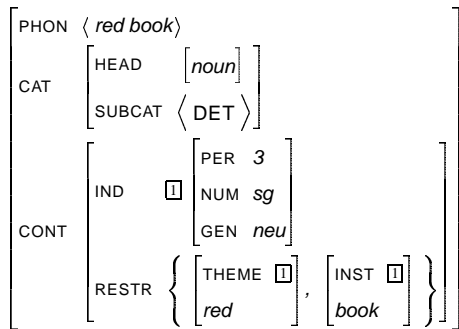 PHON ⟨ red book⟩
CAT
HEAD [noun]
SUBCAT ⟨ DET ⟩
CONT
IND 1
PER 3
NUM sg
GEN neu
RESTR { [THEME 1 red], [INST 1 book] }